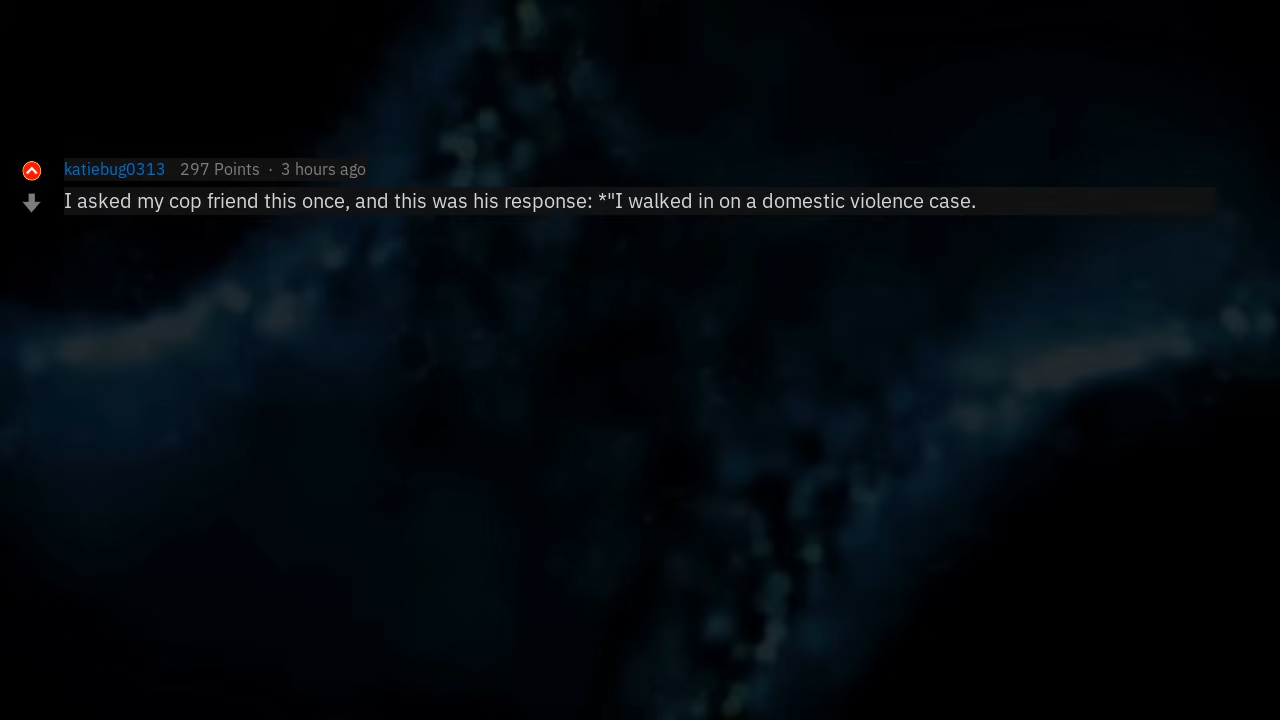 katiebug0313 297 Points · 3 hours ago
I asked my cop friend this once, and this was his response: *"I walked in on a domestic violence case.